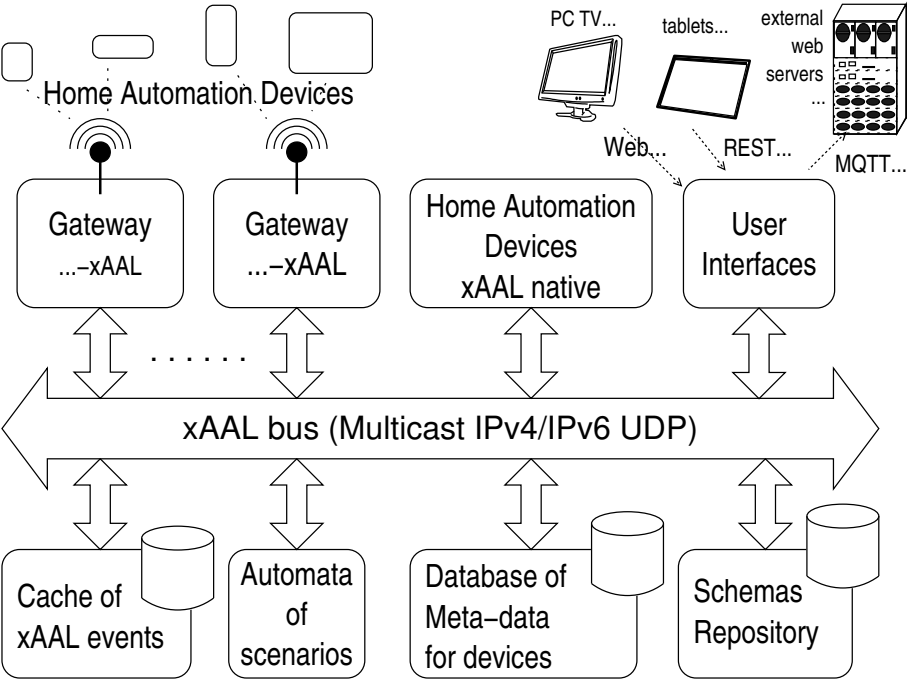 PC TV...
tablets...
external
web
servers
...
Home Automation Devices
Web...
REST...
MQTT...
Gateway
...−xAAL
Gateway
...−xAAL
Home Automation
Devices
xAAL native
User
Interfaces
. . . . . .
xAAL bus (Multicast IPv4/IPv6 UDP)
Cache of
xAAL events
Automata
of
scenarios
Database of
Meta−data
for devices
Schemas
Repository